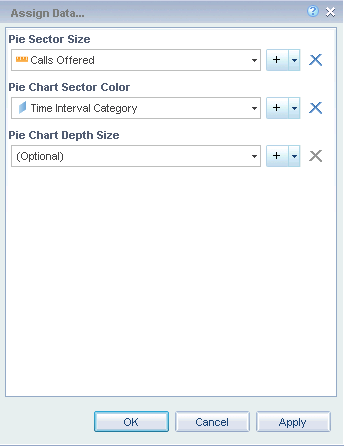 Assign Data...
Pie Sector Size
Calls Offered
Pie Chart Sector Color
Time Interval Category
Pie Chart Depth Size
(Optional)
OK Cancel Apply